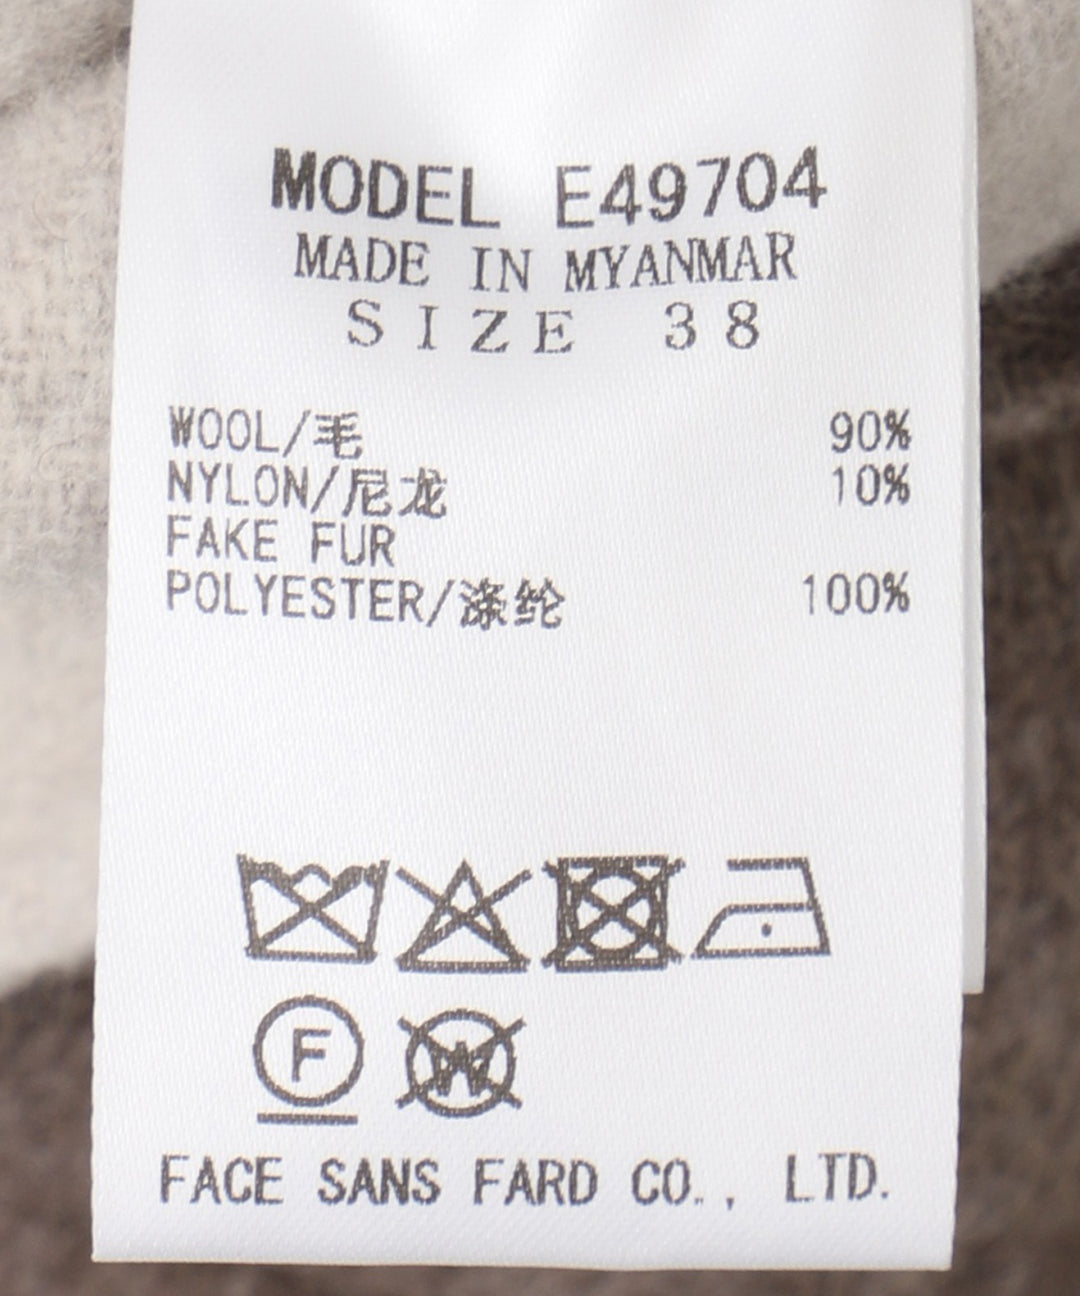 MODEL E49704
MADE IN MYANMAR
SIZE 38
WOOL/毛 90%
NYLON/尼龙 10%
FAKE FUR
POLYESTER/涤纶 100%
F W
FACE SANS FARD CO., LTD.